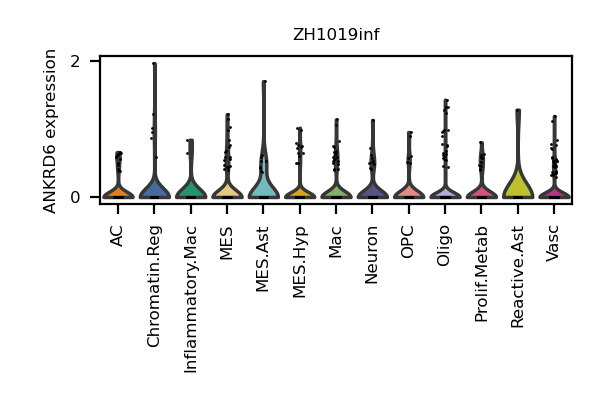 ZH1019inf
ANKRD6 expression
2
0
AC
Chromatin.Reg
Inflammatory.Mac
MES
MES.Ast
MES.Hyp
Mac
Neuron
OPC
Oligo
Prolif.Metab
Reactive.Ast
Vasc